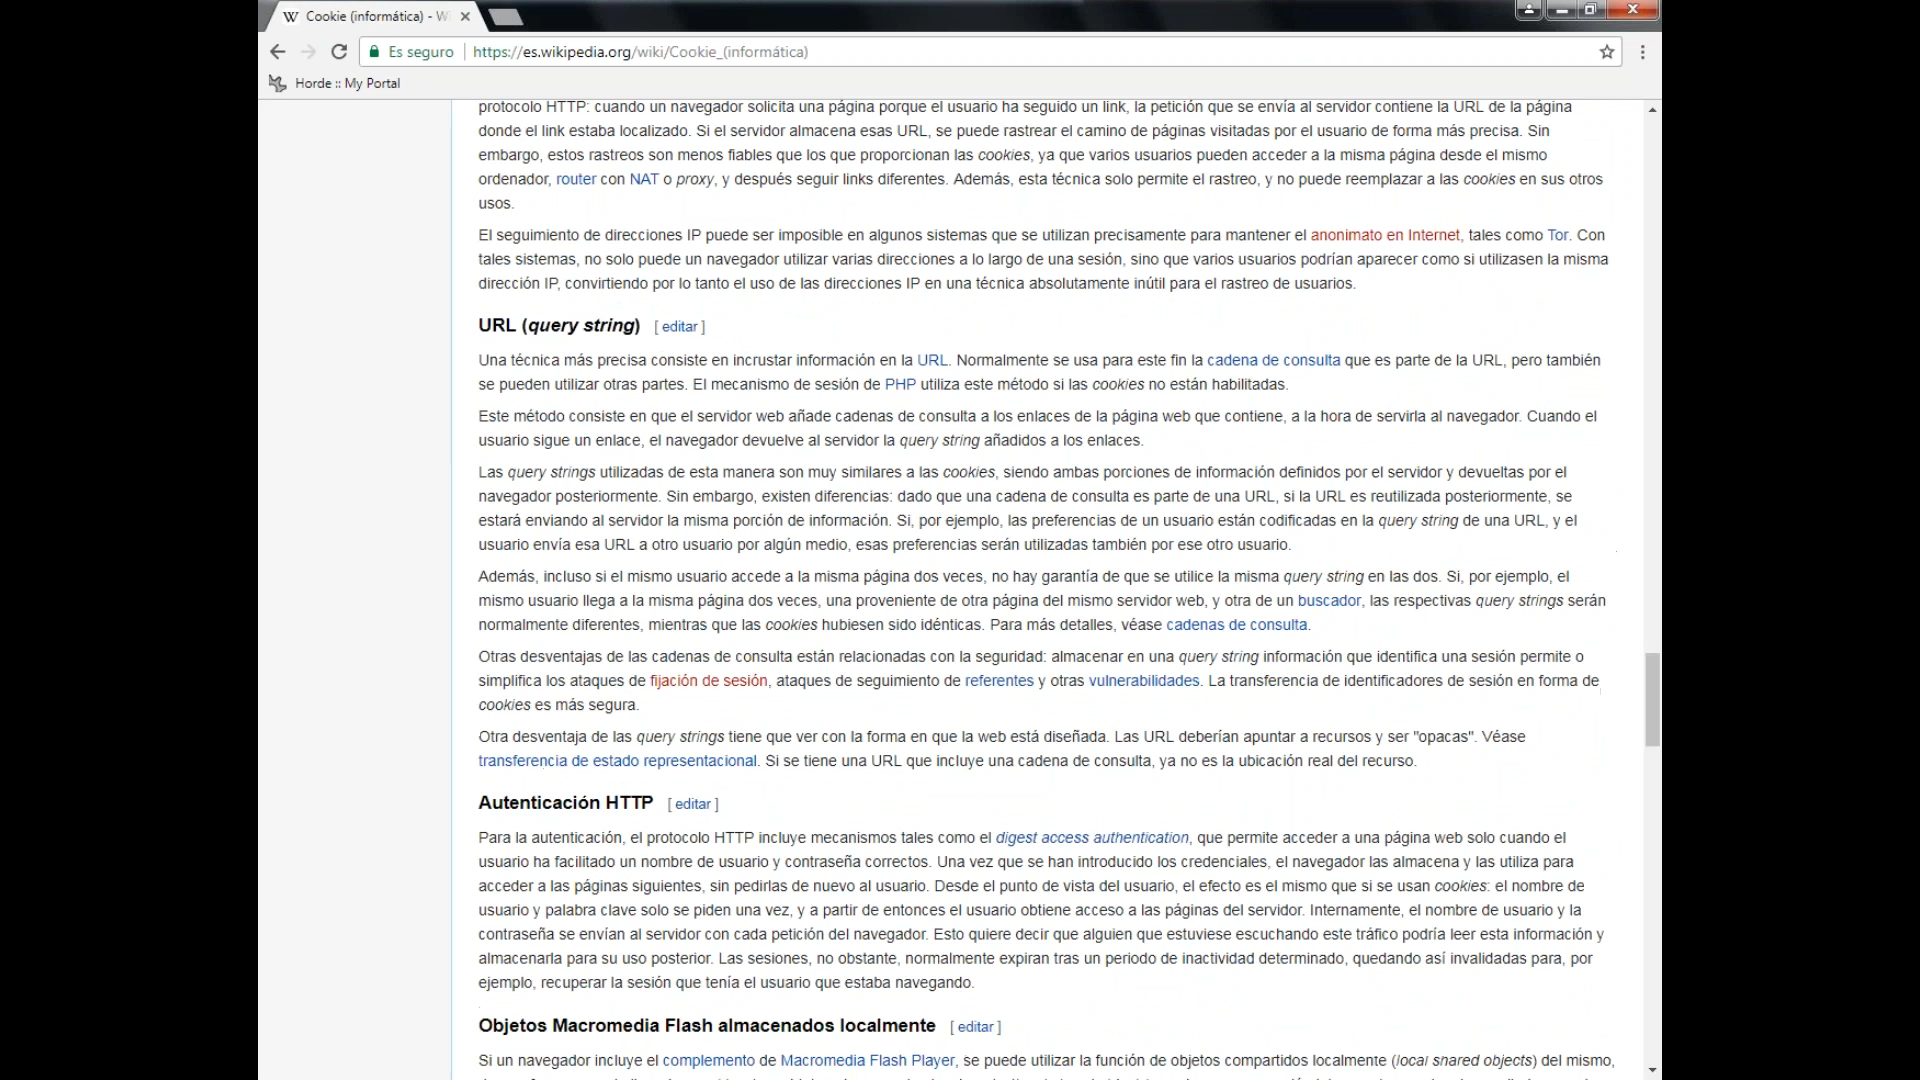 Cookie (informática) - Wi
Es seguro https://es.wikipedia.org/wiki/Cookie_(informática)
Horde :: My Portal
protocolo HTTP: cuando un navegador solicita una página porque el usuario ha seguido un link, la petición que se envía al servidor contiene la URL de la página
donde el link estaba localizado. Si el servidor almacena esas URL, se puede rastrear el camino de páginas visitadas por el usuario de forma más precisa. Sin
embargo, estos rastreos son menos fiables que los que proporcionan las cookies, ya que varios usuarios pueden acceder a la misma página desde el mismo
ordenador, router con NAT o proxy, y después seguir links diferentes. Además, esta técnica solo permite el rastreo, y no puede reemplazar a las cookies en sus otros
usos.
El seguimiento de direcciones IP puede ser imposible en algunos sistemas que se utilizan precisamente para mantener el anonimato en Internet, tales como Tor. Con
tales sistemas, no solo puede un navegador utilizar varias direcciones a lo largo de una sesión, sino que varios usuarios podrían aparecer como si utilizasen la misma
dirección IP, convirtiendo por lo tanto el uso de las direcciones IP en una técnica absolutamente inútil para el rastreo de usuarios.
URL (query string) [ editar ]
Una técnica más precisa consiste en incrustar información en la URL. Normalmente se usa para este fin la cadena de consulta que es parte de la URL, pero también
se pueden utilizar otras partes. El mecanismo de sesión de PHP utiliza este método si las cookies no están habilitadas.
Este método consiste en que el servidor web añade cadenas de consulta a los enlaces de la página web que contiene, a la hora de servirla al navegador. Cuando el
usuario sigue un enlace, el navegador devuelve al servidor la query string añadidos a los enlaces.
Las query strings utilizadas de esta manera son muy similares a las cookies, siendo ambas porciones de información definidos por el servidor y devueltas por el
navegador posteriormente. Sin embargo, existen diferencias: dado que una cadena de consulta es parte de una URL, si la URL es reutilizada posteriormente, se
estará enviando al servidor la misma porción de información. Si, por ejemplo, las preferencias de un usuario están codificadas en la query string de una URL, y el
usuario envía esa URL a otro usuario por algún medio, esas preferencias serán utilizadas también por ese otro usuario.
Además, incluso si el mismo usuario accede a la misma página dos veces, no hay garantía de que se utilice la misma query string en las dos. Si, por ejemplo, el
mismo usuario llega a la misma página dos veces, una proveniente de otra página del mismo servidor web, y otra de un buscador, las respectivas query strings serán
normalmente diferentes, mientras que las cookies hubiesen sido idénticas. Para más detalles, véase cadenas de consulta.
Otras desventajas de las cadenas de consulta están relacionadas con la seguridad: almacenar en una query string información que identifica una sesión permite o
simplifica los ataques de fijación de sesión, ataques de seguimiento de referentes y otras vulnerabilidades. La transferencia de identificadores de sesión en forma de
cookies es más segura.
Otra desventaja de las query strings tiene que ver con la forma en que la web está diseñada. Las URL deberían apuntar a recursos y ser "opacas". Véase
transferencia de estado representacional. Si se tiene una URL que incluye una cadena de consulta, ya no es la ubicación real del recurso.
Autenticación HTTP [ editar ]
Para la autenticación, el protocolo HTTP incluye mecanismos tales como el digest access authentication, que permite acceder a una página web solo cuando el
usuario ha facilitado un nombre de usuario y contraseña correctos. Una vez que se han introducido los credenciales, el navegador las almacena y las utiliza para
acceder a las páginas siguientes, sin pedirlas de nuevo al usuario. Desde el punto de vista del usuario, el efecto es el mismo que si se usan cookies: el nombre de
usuario y palabra clave solo se piden una vez, y a partir de entonces el usuario obtiene acceso a las páginas del servidor. Internamente, el nombre de usuario y la
contraseña se envían al servidor con cada petición del navegador. Esto quiere decir que alguien que estuviese escuchando este tráfico podría leer esta información y
almacenarla para su uso posterior. Las sesiones, no obstante, normalmente expiran tras un periodo de inactividad determinado, quedando así invalidadas para, por
ejemplo, recuperar la sesión que tenía el usuario que estaba navegando.
Objetos Macromedia Flash almacenados localmente [ editar ]
Si un navegador incluye el complemento de Macromedia Flash Player, se puede utilizar la función de objetos compartidos localmente (local shared objects) del mismo,